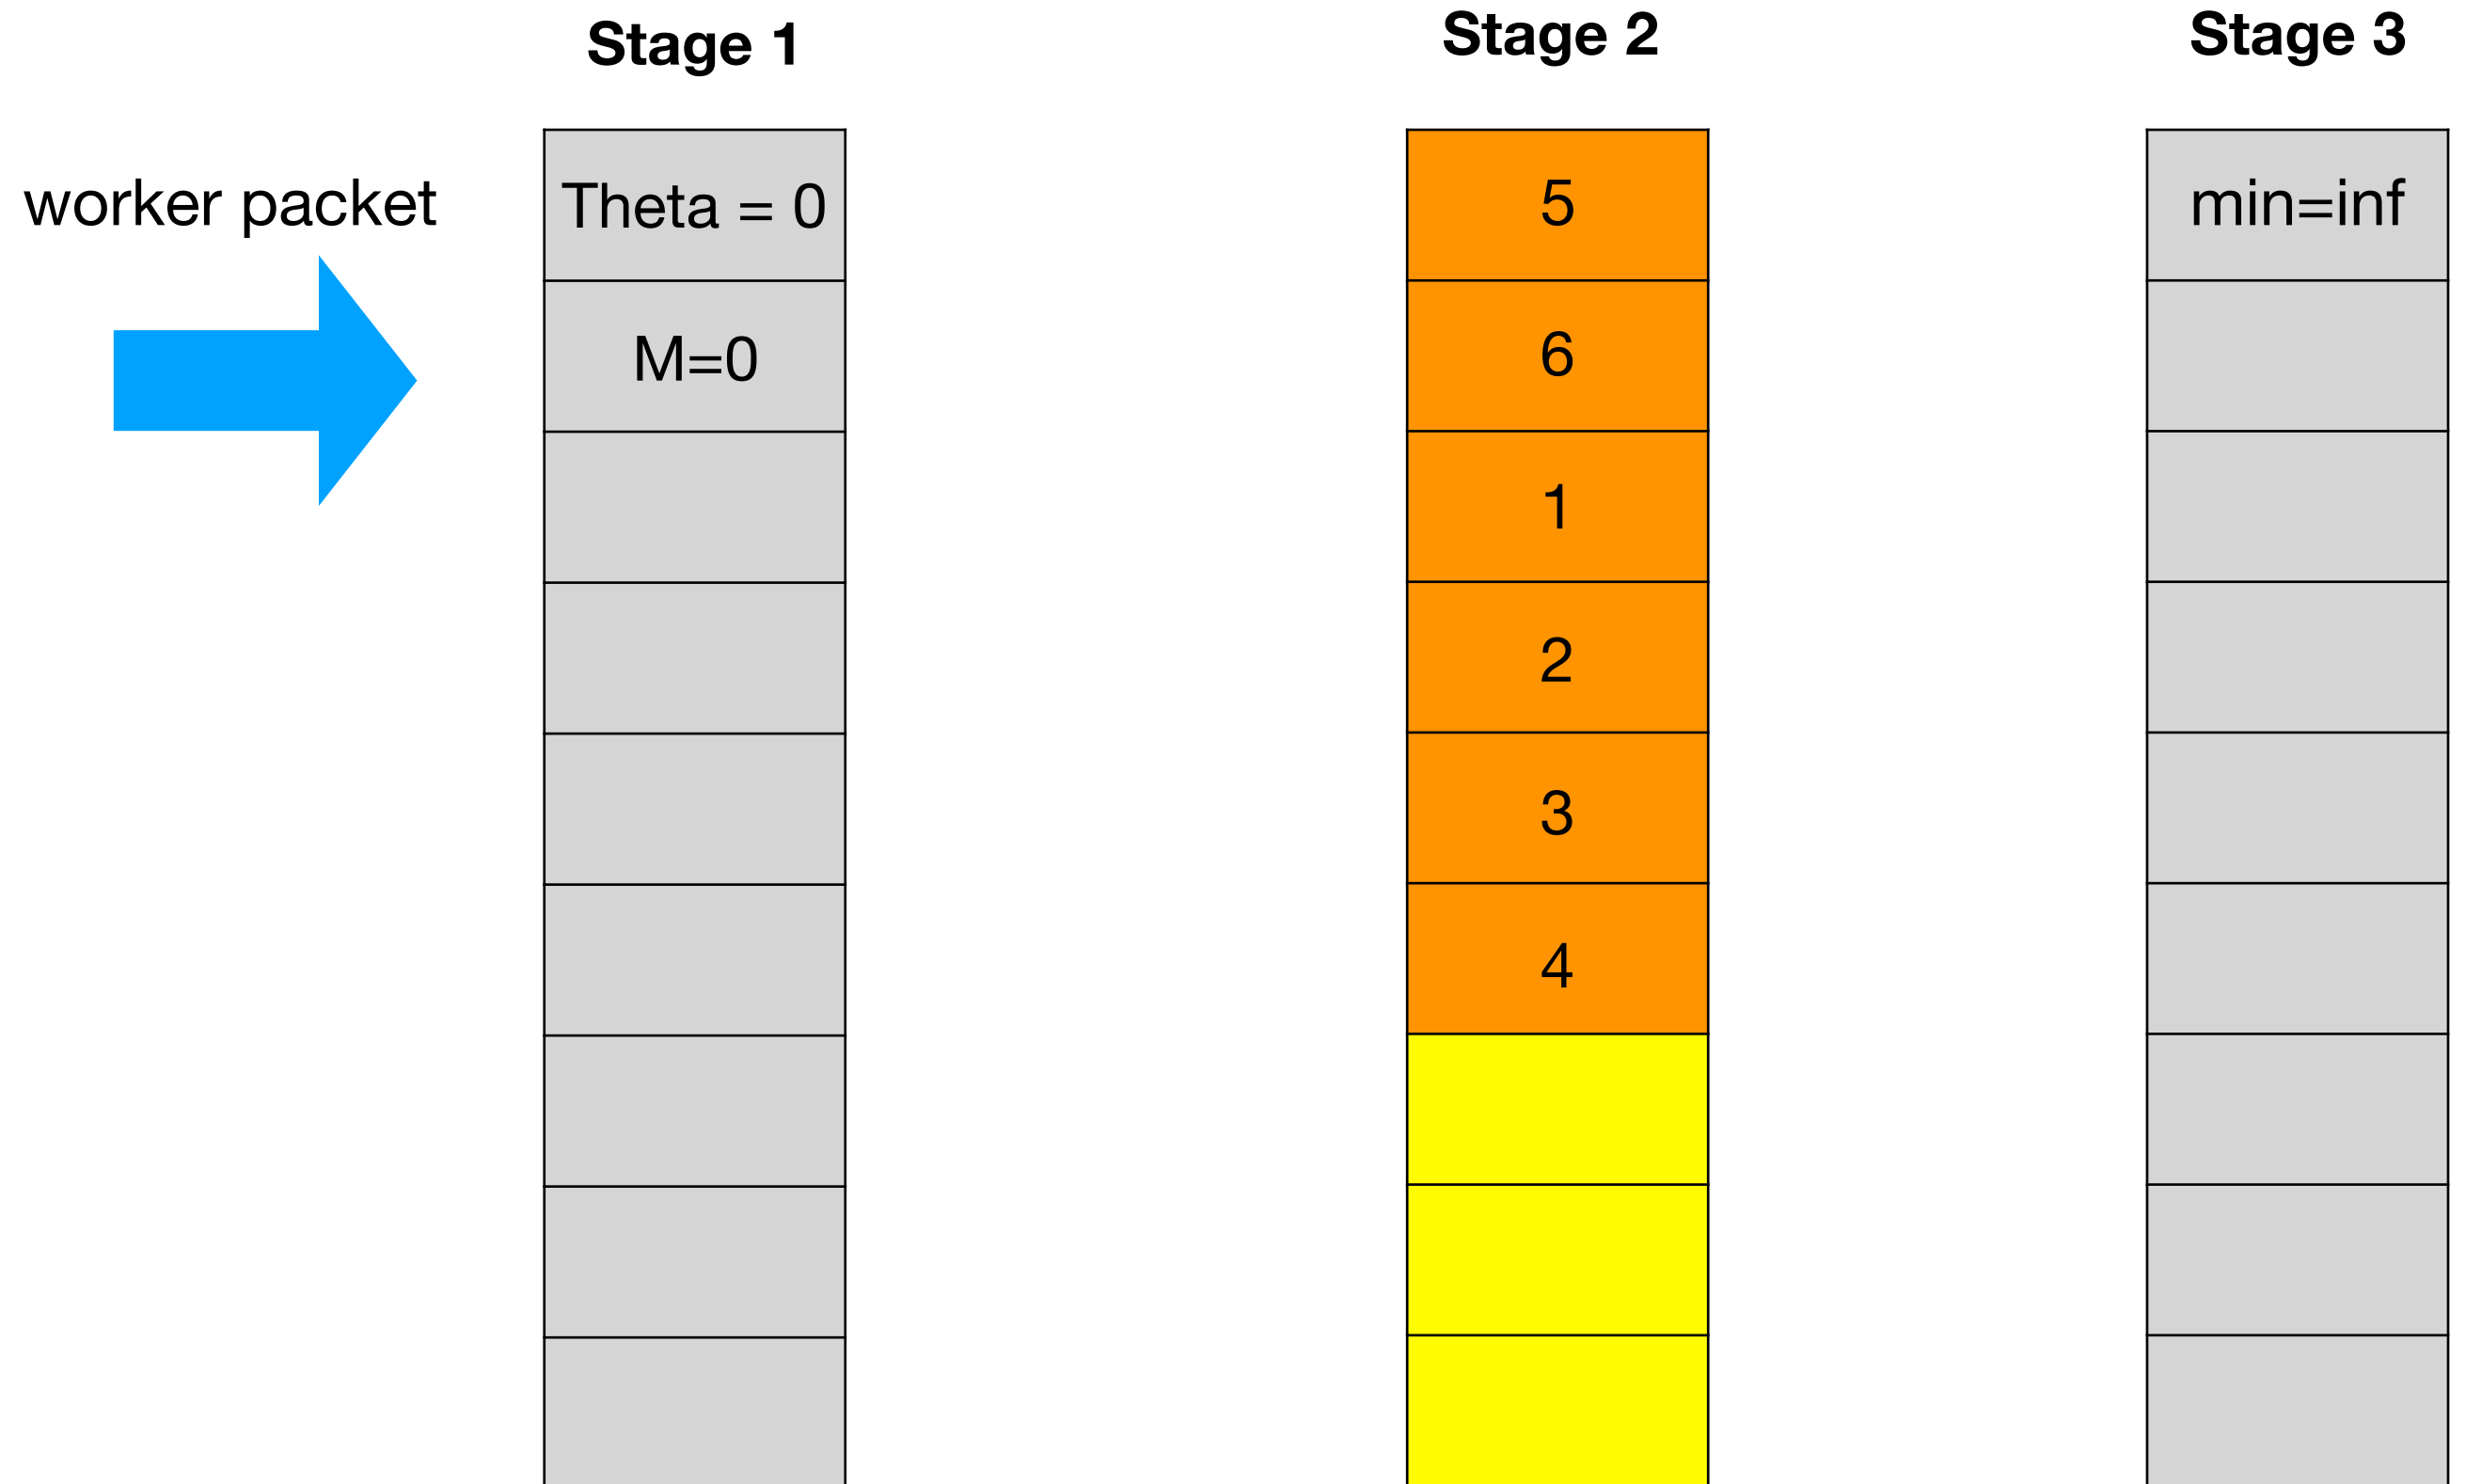 Stage 1
Stage 2
Stage 3
worker packet
Theta = 0
M=0
5
6
1
2
3
4
min=inf